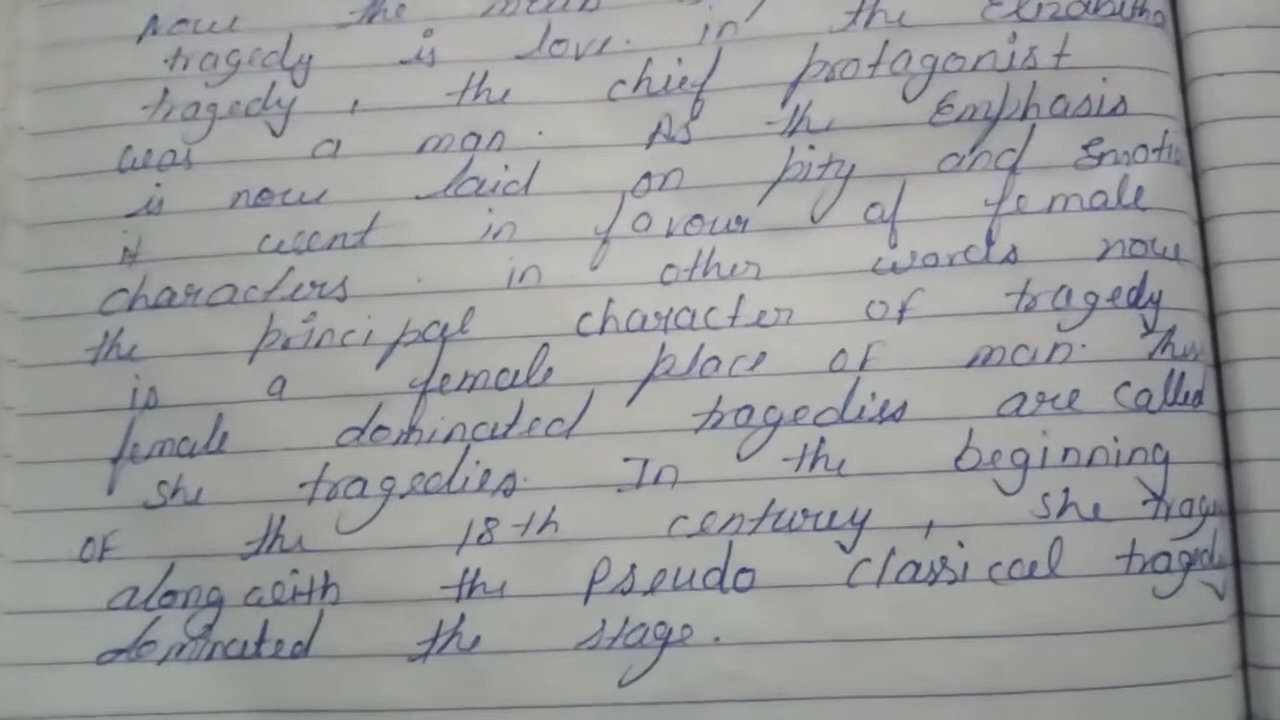 Now the
tragedy is love. in the
tragedy, the chief protagonist
was a man. As the Emphasis
is now laid on pity and
it went in favour of female
characters. in other words now
the principal character of tragedy
is a female place of man.
female dominated tragedies are called
she tragedies. In the beginning
of the 18th century, she
along with the Pseudo classical
dominated the stage.